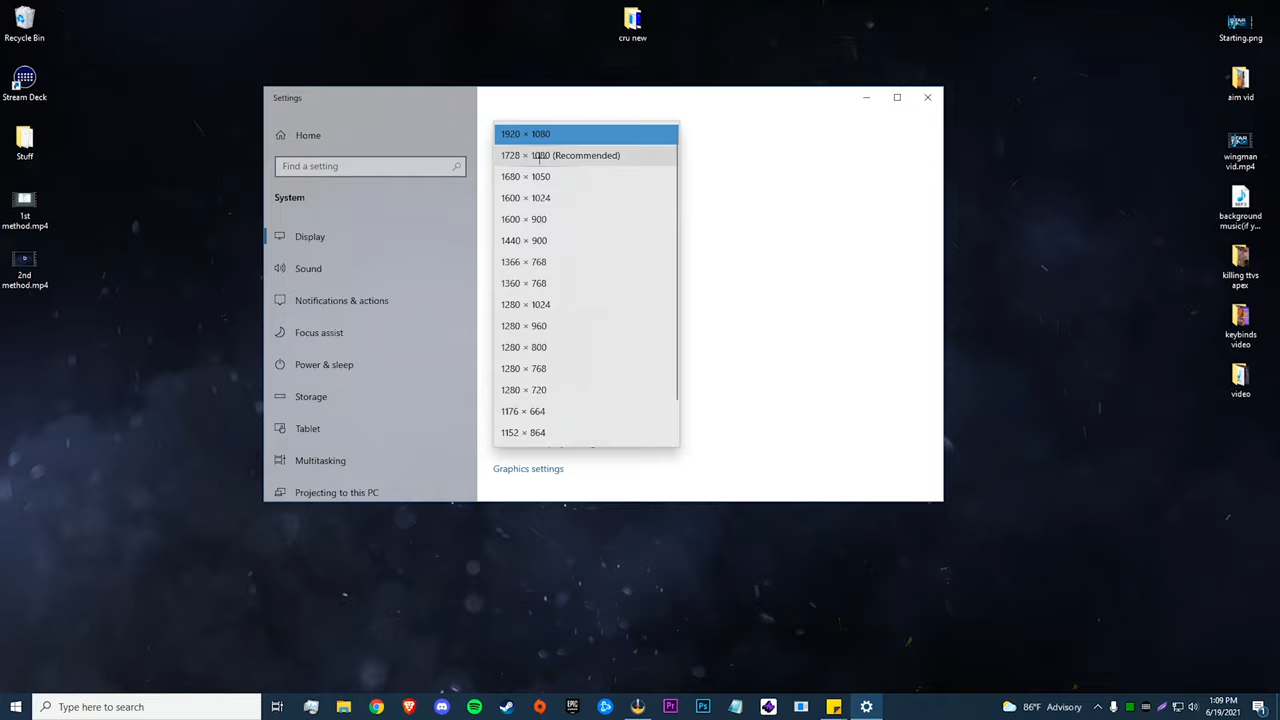 Recycle Bin
Stream Deck
Stuff
1st
method.mp4
2nd
method.mp4
cru new
Settings
Home
Find a setting
System
Display
Sound
Notifications & actions
Focus assist
Power & sleep
Storage
Tablet
Multitasking
Projecting to this PC
1920 × 1080
1728 × 1080 (Recommended)
1680 × 1050
1600 × 1024
1600 × 900
1440 × 900
1366 × 768
1360 × 768
1280 × 1024
1280 × 960
1280 × 800
1280 × 768
1280 × 720
1176 × 664
1152 × 864
Graphics settings
Starting.png
aim vid
wingman
vid.mp4
background
music(if y...
killing ttvs
apex
keybinds
video
video
Type here to search
EPIC
Pr
Ps
86°F Advisory
1:09 PM
6/19/2021